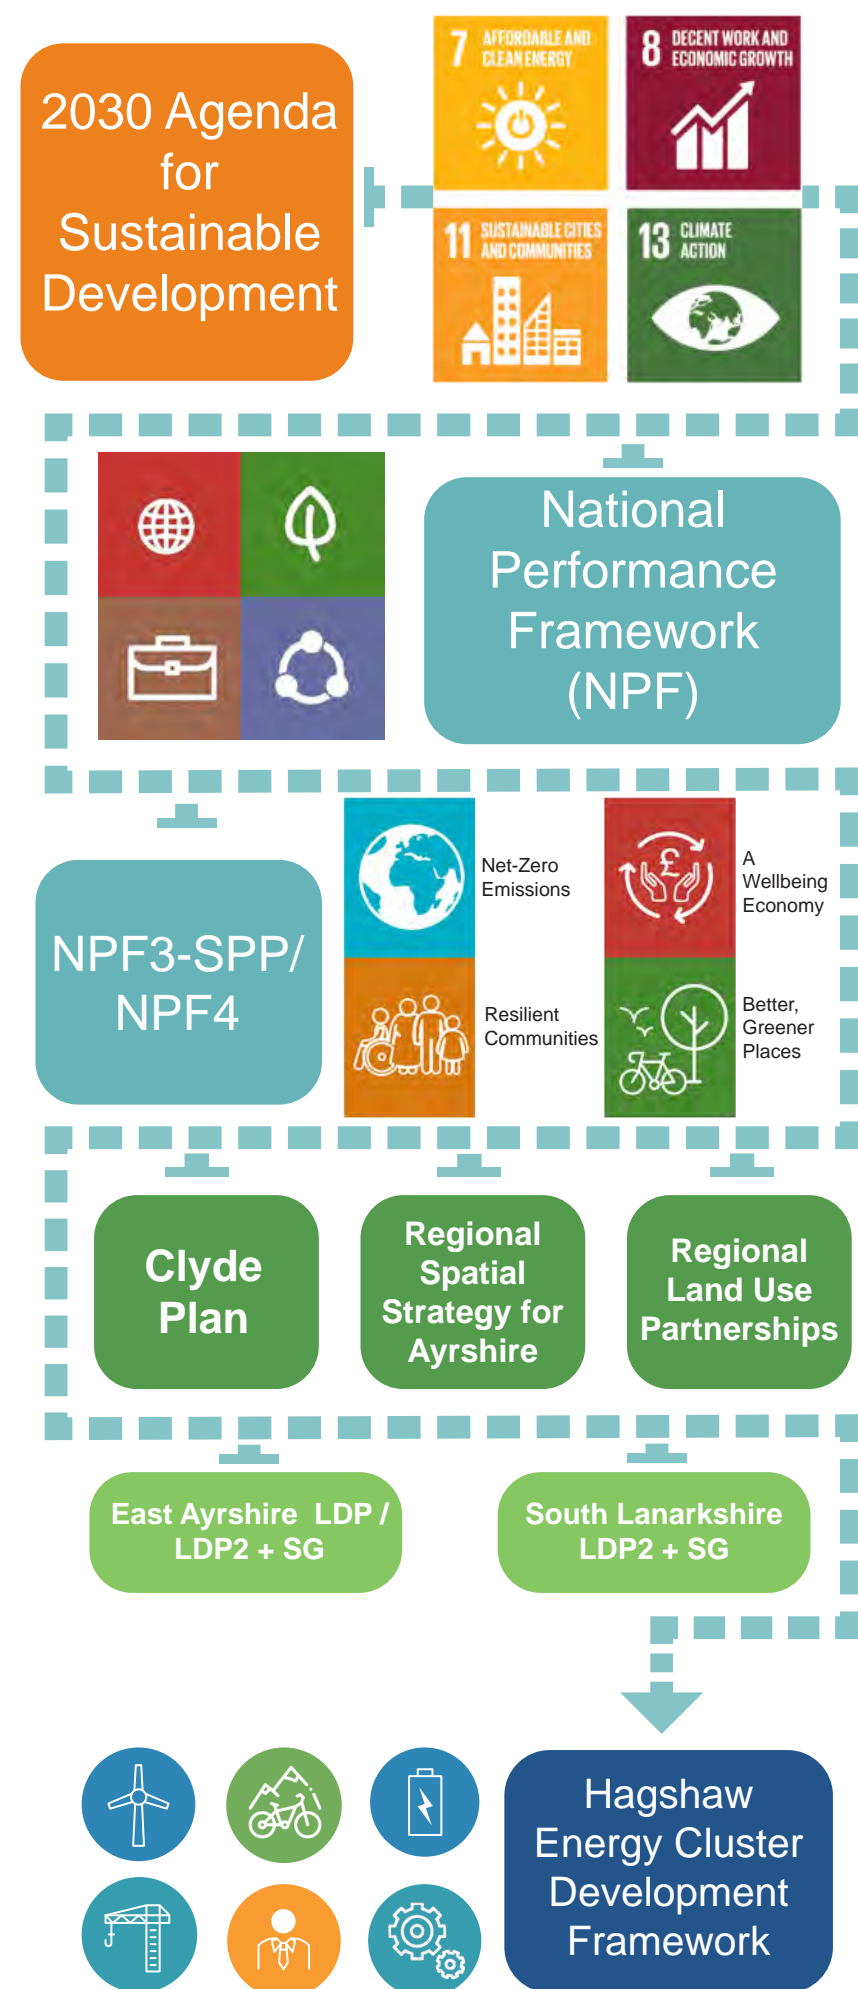 2030 Agenda
for
Sustainable
Development
7 AFFORDABLE AND
CLEAN ENERGY
8 DECENT WORK AND
ECONOMIC GROWTH
11 SUSTAINABLE CITIES
AND COMMUNITIES
13 CLIMATE
ACTION
National
Performance
Framework
(NPF)
NPF3-SPP/
NPF4
Net-Zero
Emissions
£
A
Wellbeing
Economy
Resilient
Communities
Better,
Greener
Places
Clyde
Plan
Regional
Spatial
Strategy for
Ayrshire
Regional
Land Use
Partnerships
East Ayrshire LDP /
LDP2 + SG
South Lanarkshire
LDP2 + SG
Hagshaw
Energy Cluster
Development
Framework